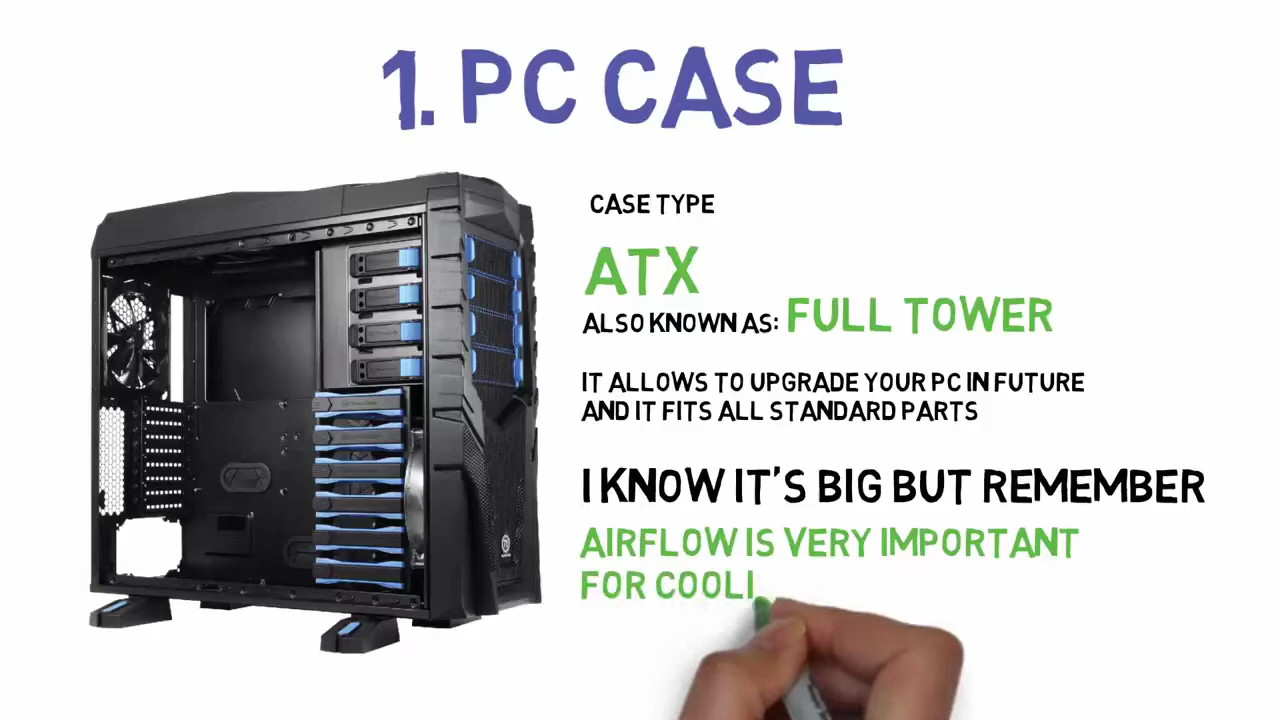 1. PC CASE
CASE TYPE
ATX
ALSO KNOWN AS: FULL TOWER
IT ALLOWS TO UPGRADE YOUR PC IN FUTURE
AND IT FITS ALL STANDARD PARTS
I KNOW IT'S BIG BUT REMEMBER
AIRFLOW IS VERY IMPORTANT
FOR COOLI